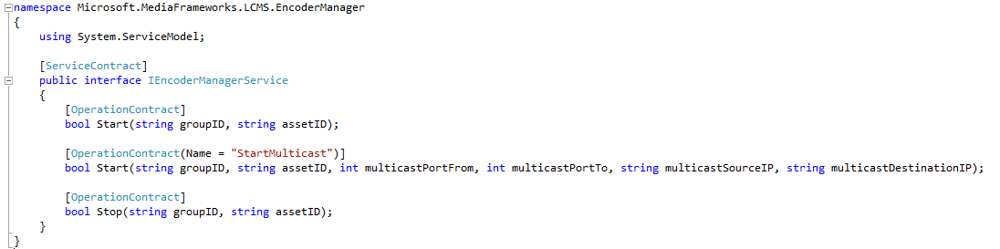 namespace Microsoft.MediaFrameworks.LCMS.EncoderManager
{
    using System.ServiceModel;

    [ServiceContract]
    public interface IEncoderManagerService
    {
        [OperationContract]
        bool Start(string groupID, string assetID);

        [OperationContract(Name = "StartMulticast")]
        bool Start(string groupID, string assetID, int multicastPortFrom, int multicastPortTo, string multicastSourceIP, string multicastDestinationIP);

        [OperationContract]
        bool Stop(string groupID, string assetID);
    }
}